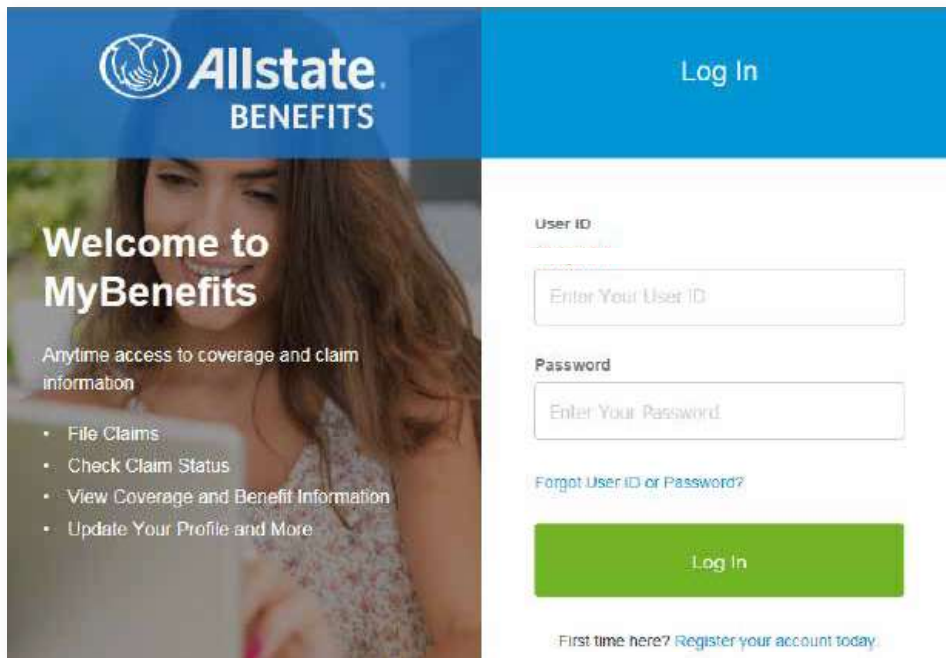 Allstate.
BENEFITS
Welcome to
MyBenefits
Anytime access to coverage and claim
information
• File Claims
• Check Claim Status
• View Coverage and Benefit Information
• Update Your Profile and More
Log In
User ID
Enter Your User ID
Password
Enter Your Password
Forgot User ID or Password?
Log In
First time here? Register your account today.